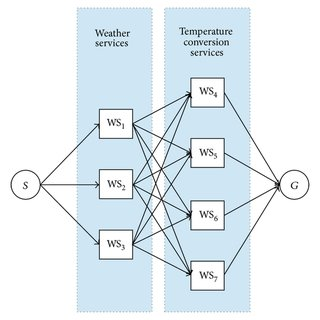 Weather
services
Temperature
conversion
services
WS4
WS1
WS5
S
WS2
G
WS6
WS3
WS7